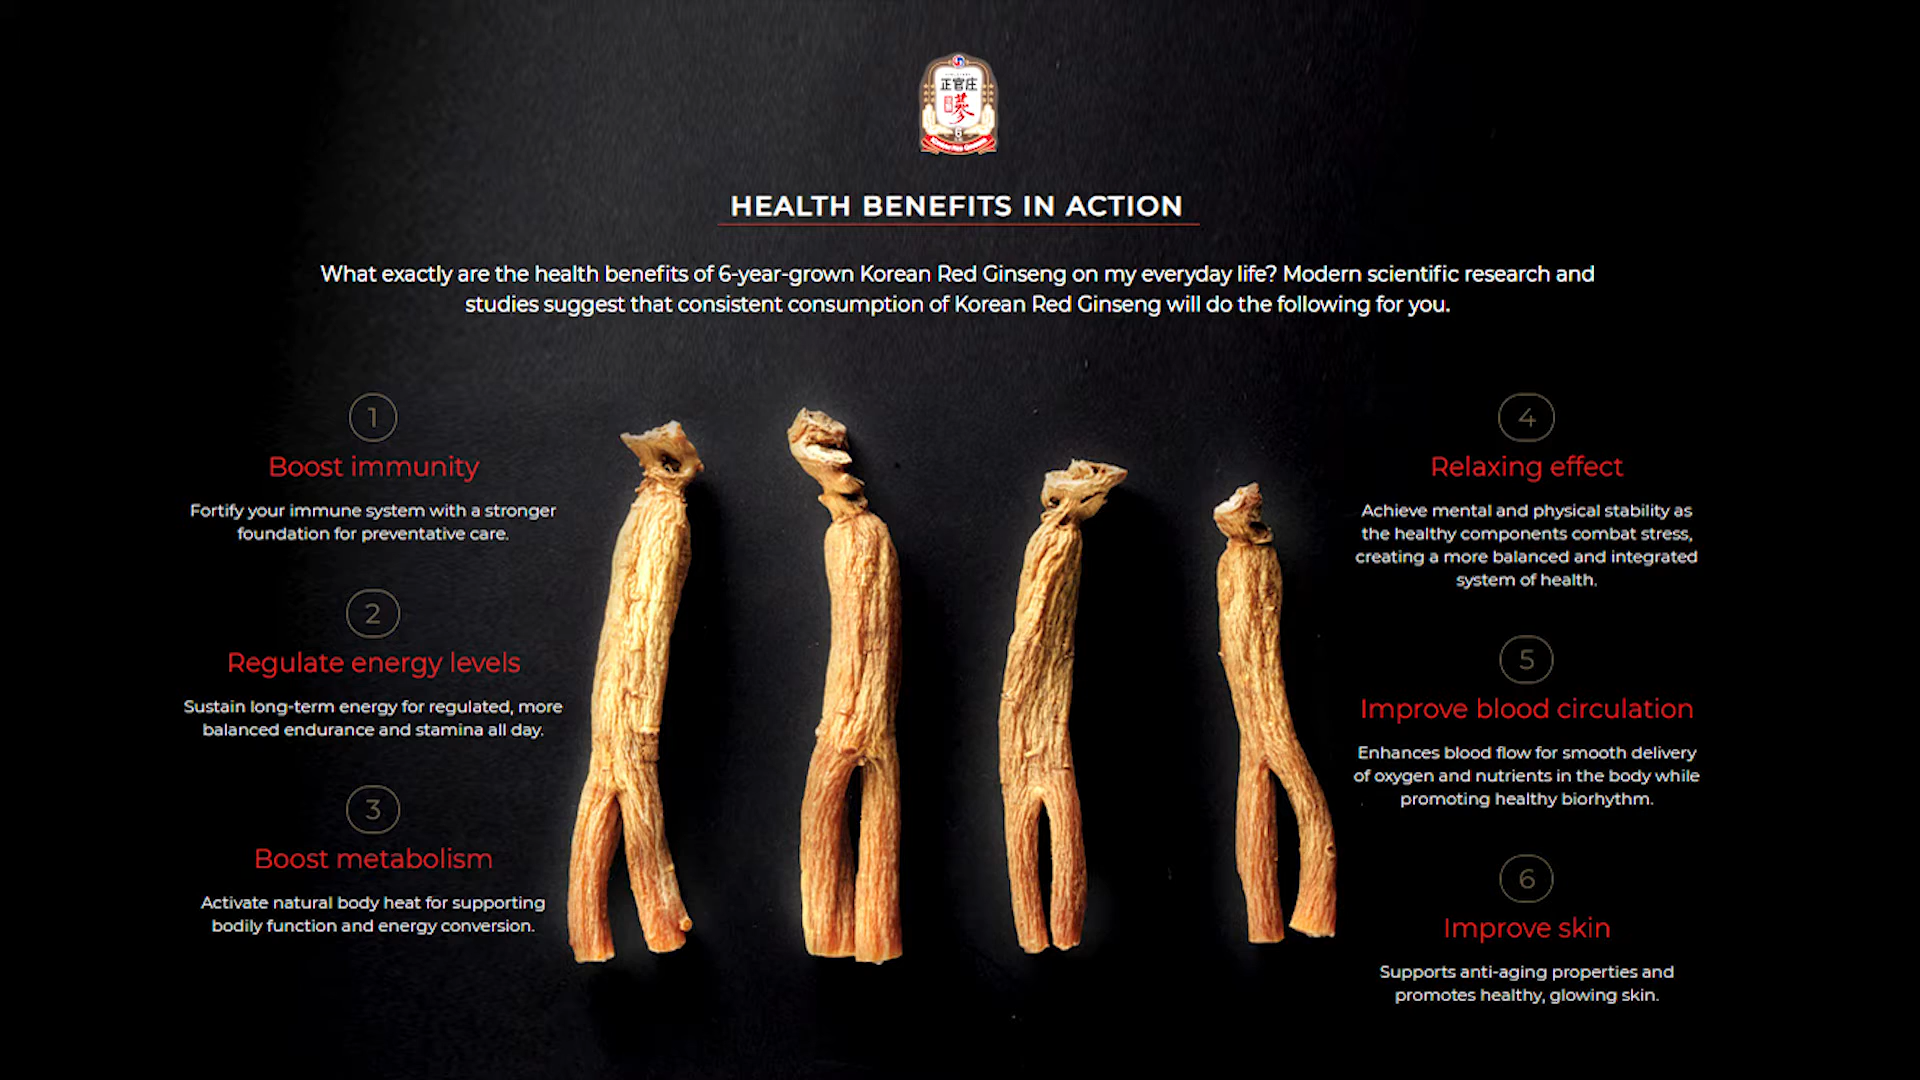 正官庄
蔘
6
HEALTH BENEFITS IN ACTION
What exactly are the health benefits of 6-year-grown Korean Red Ginseng on my everyday life? Modern scientific research and
studies suggest that consistent consumption of Korean Red Ginseng will do the following for you.
1
Boost immunity
Fortify your immune system with a stronger
foundation for preventative care.
2
Regulate energy levels
Sustain long-term energy for regulated, more
balanced endurance and stamina all day.
3
Boost metabolism
Activate natural body heat for supporting
bodily function and energy conversion.
4
Relaxing effect
Achieve mental and physical stability as
the healthy components combat stress,
creating a more balanced and integrated
system of health.
5
Improve blood circulation
Enhances blood flow for smooth delivery
of oxygen and nutrients in the body while
promoting healthy biorhythm.
6
Improve skin
Supports anti-aging properties and
promotes healthy, glowing skin.